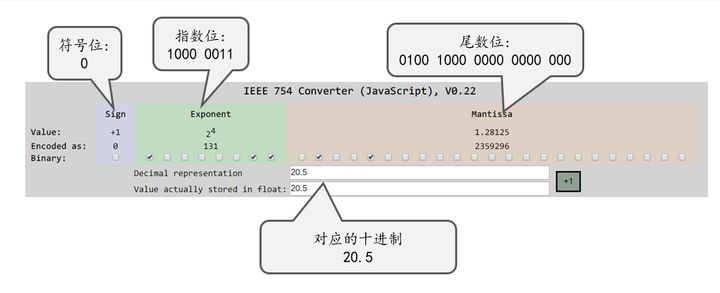 符号位:
0
指数位:
1000 0011
尾数位:
0100 1000 0000 0000 000
IEEE 754 Converter (JavaScript), V0.22
Sign Exponent Mantissa
Value: +1 2^4 1.28125
Encoded as: 0 131 2359296
Binary:
Decimal representation 20.5
Value actually stored in float: 20.5
+1
对应的十进制
20.5